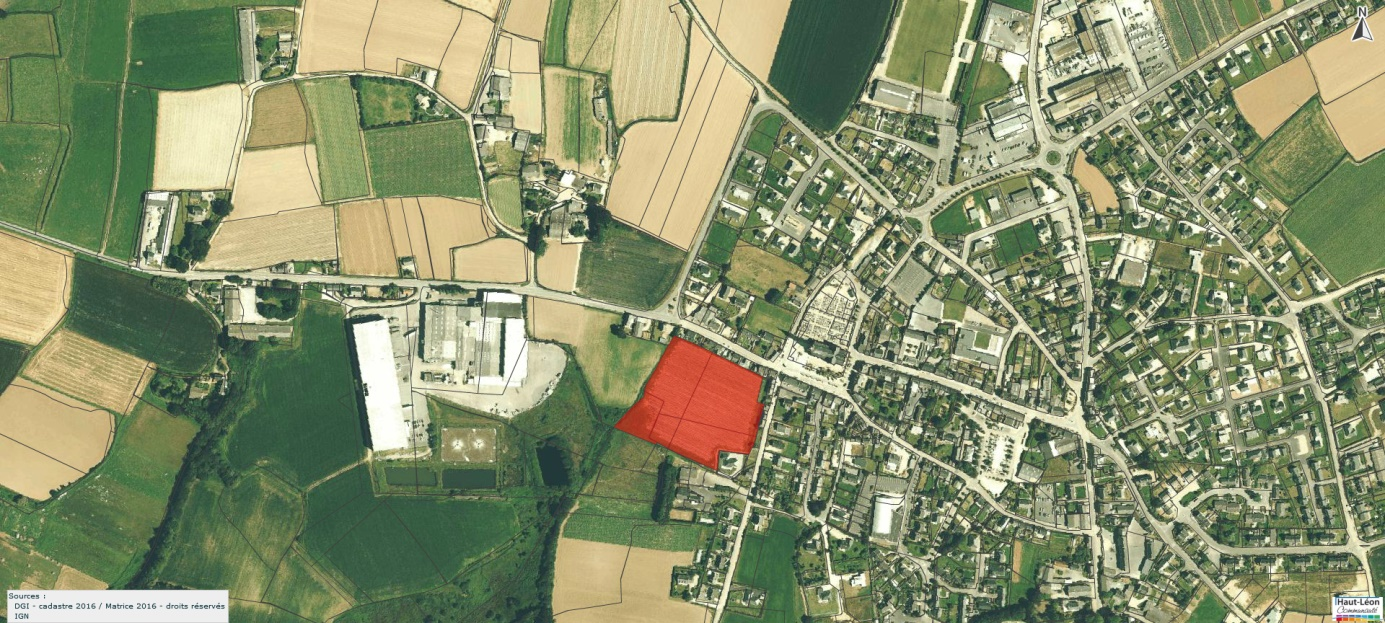 N
Sources :
DGI - cadastre 2016 / Matrice 2016 - droits réservés
IGN
Haut-Léon
Communauté